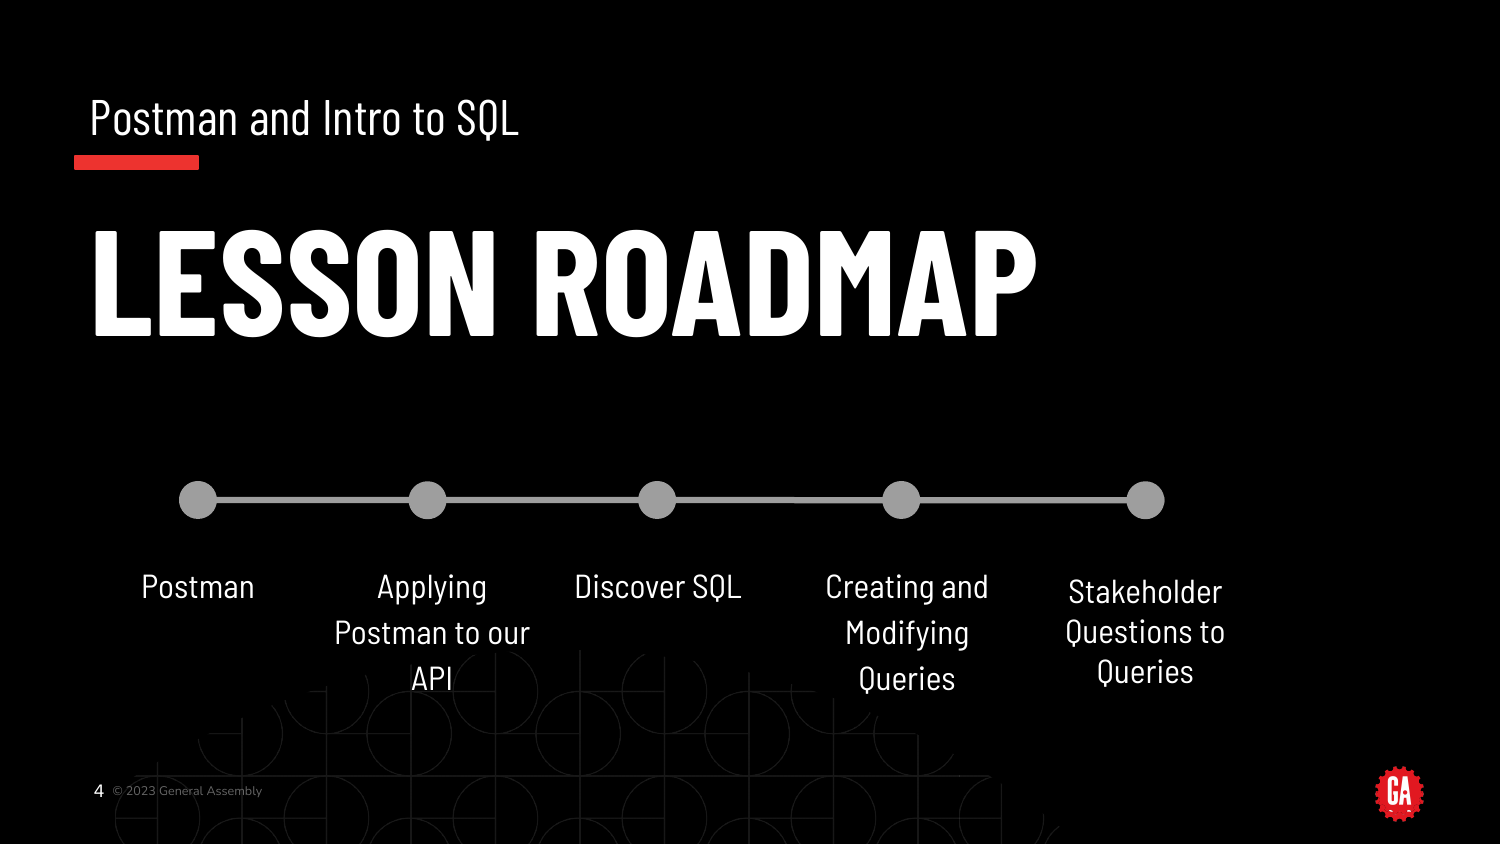 Postman and Intro to SQL
LESSON ROADMAP
Postman
Applying
Postman to our
API
Discover SQL
Creating and
Modifying
Queries
Stakeholder
Questions to
Queries
4 © 2023 General Assembly
GA